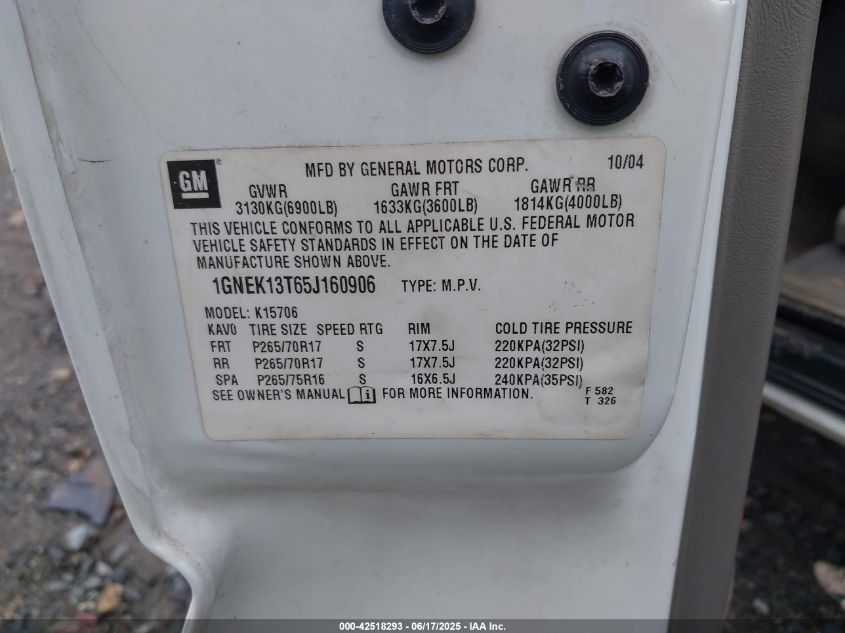 GM
MFD BY GENERAL MOTORS CORP. 10/04
GVWR GAWR FRT GAWR RR
3130KG(6900LB) 1633KG(3600LB) 1814KG(4000LB)
THIS VEHICLE CONFORMS TO ALL APPLICABLE U.S. FEDERAL MOTOR
VEHICLE SAFETY STANDARDS IN EFFECT ON THE DATE OF
MANUFACTURE SHOWN ABOVE.
1GNEK13T65J160906 TYPE: M.P.V.
MODEL: K15706
KAVO TIRE SIZE SPEED RTG RIM COLD TIRE PRESSURE
FRT P265/70R17 S 17X7.5J 220KPA(32PSI)
RR P265/70R17 S 17X7.5J 220KPA(32PSI)
SPA P265/75R16 S 16X6.5J 240KPA(35PSI)
SEE OWNER'S MANUAL FOR MORE INFORMATION. F 582
T 326
000-42518293 - 06/17/2025 - IAA Inc.